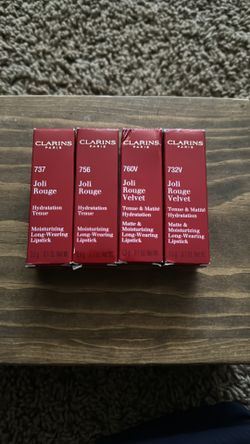 CLARINS
PARIS
737
Joli
Rouge
Hydratation
Tenue
Moisturizing
Long-Wearing
Lipstick
CLARINS
PARIS
756
Joli
Rouge
Hydratation
Tenue
Moisturizing
Long-Wearing
Lipstick
CLARINS
PARIS
760V
Joli
Rouge
Velvet
Tenue & Matité
Hydratation
Matte &
Moisturizing
Long-Wearing
Lipstick
CLARINS
PARIS
732V
Joli
Rouge
Velvet
Tenue & Matité
Hydratation
Matte &
Moisturizing
Long-Wearing
Lipstick